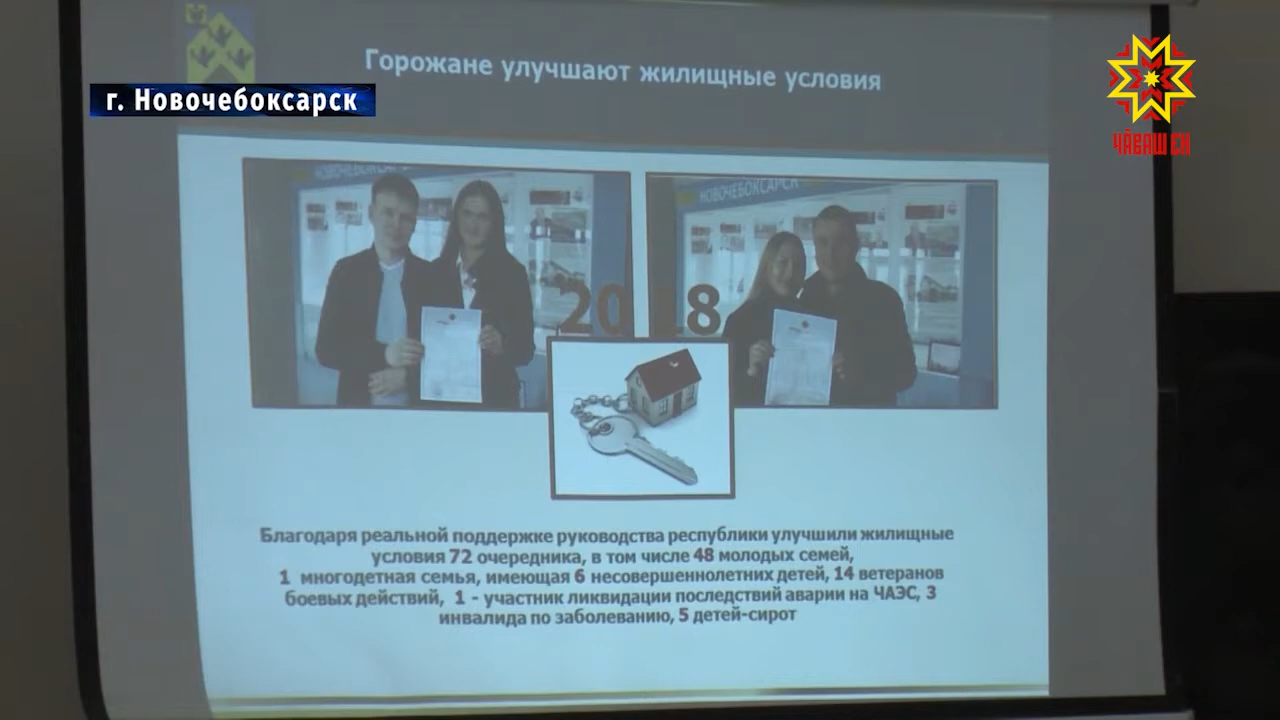 Горожане улучшают жилищные условия
г. Новочебоксарск
ЧӐВАШ ЕН
НОВОЧЕБОКСАРСК
НОВОЧЕБОКСАРСК
2018
Благодаря реальной поддержке руководства республики улучшили жилищные
условия 72 очередника, в том числе 48 молодых семей,
1 многодетная семья, имеющая 6 несовершеннолетних детей, 14 ветеранов
боевых действий, 1 - участник ликвидации последствий аварии на ЧАЭС, 3
инвалида по заболеванию, 5 детей-сирот